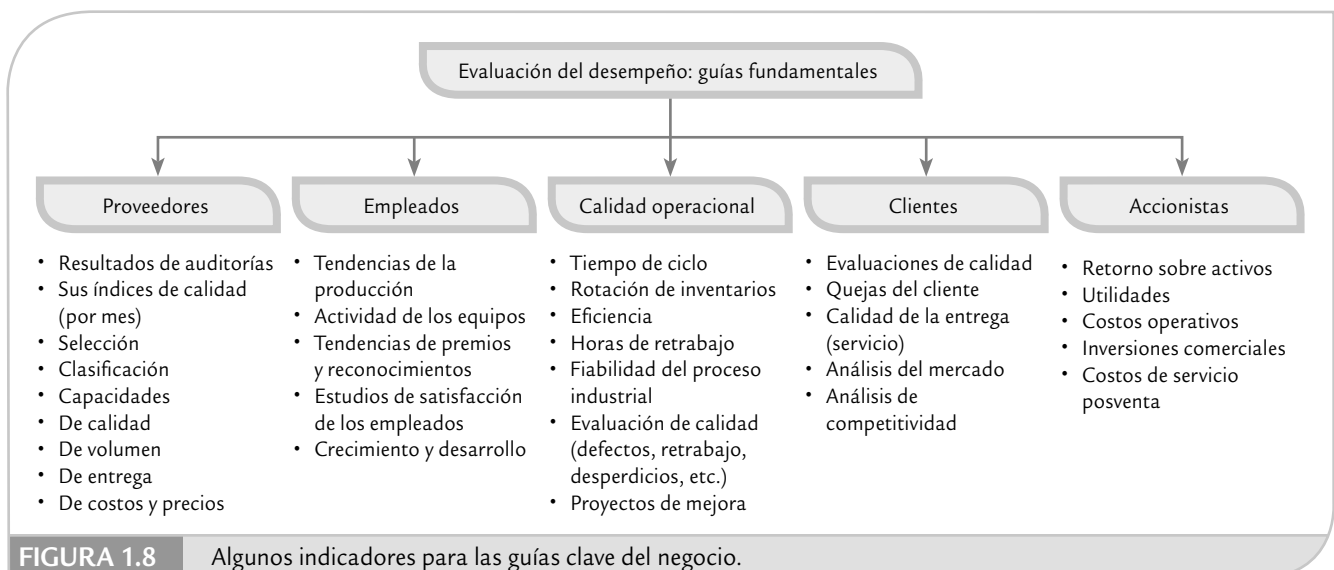 Evaluación del desempeño: guías fundamentales
Proveedores
• Resultados de auditorías
• Sus índices de calidad
(por mes)
• Selección
• Clasificación
• Capacidades
• De calidad
• De volumen
• De entrega
• De costos y precios
Empleados
• Tendencias de la
producción
• Actividad de los equipos
• Tendencias de premios
y reconocimientos
• Estudios de satisfacción
de los empleados
• Crecimiento y desarrollo
Calidad operacional
• Tiempo de ciclo
• Rotación de inventarios
• Eficiencia
• Horas de retrabajo
• Fiabilidad del proceso
industrial
• Evaluación de calidad
(defectos, retrabajo,
desperdicios, etc.)
• Proyectos de mejora
Clientes
• Evaluaciones de calidad
• Quejas del cliente
• Calidad de la entrega
(servicio)
• Análisis del mercado
• Análisis de
competitividad
Accionistas
• Retorno sobre activos
• Utilidades
• Costos operativos
• Inversiones comerciales
• Costos de servicio
posventa
FIGURA 1.8 Algunos indicadores para las guías clave del negocio.